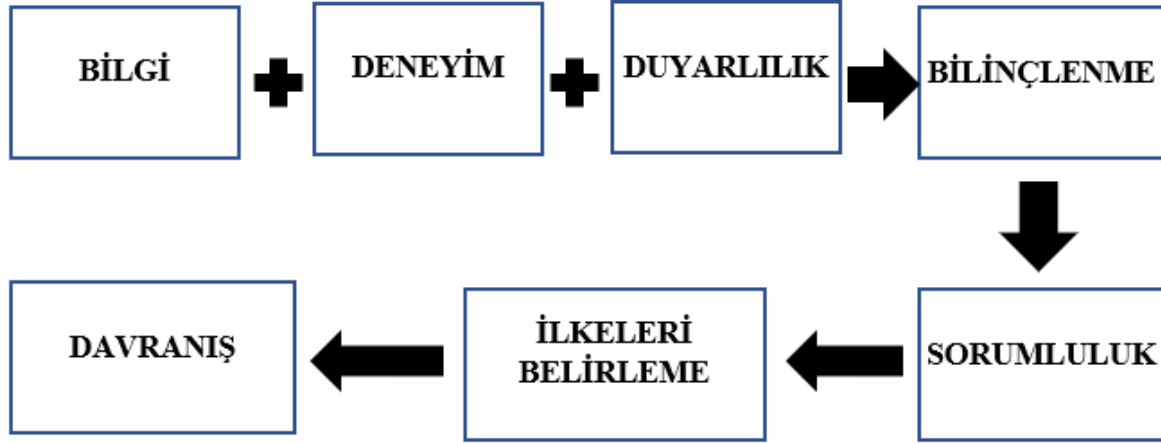 BİLGİ
DENEYİM
DUYARLILIK
BİLİNÇLENME
SORUMLULUK
İLKELERİ
BELİRLEME
DAVRANIŞ